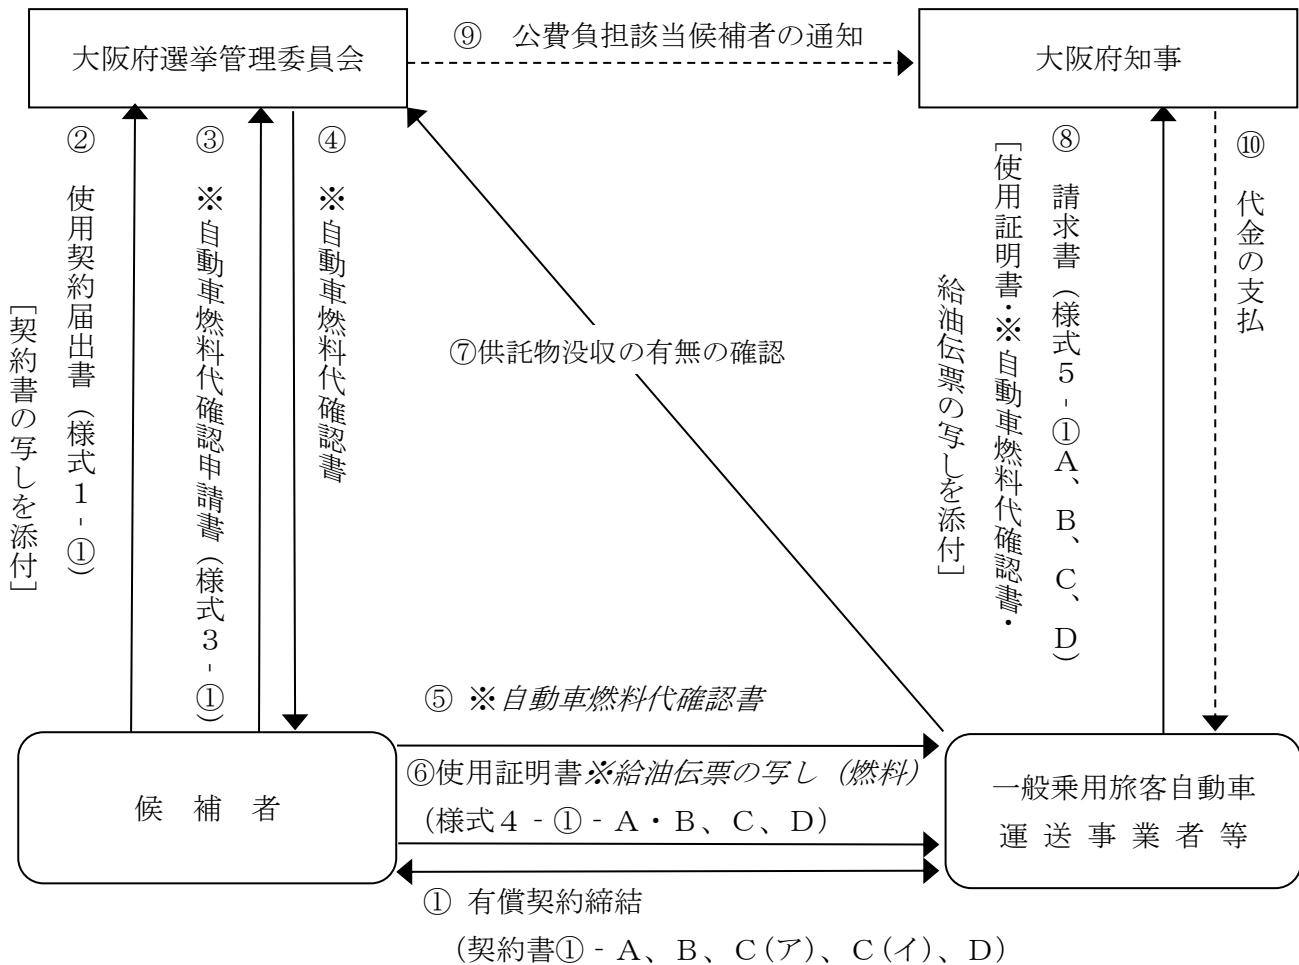 大阪府選挙管理委員会
⑨ 公費負担該当候補者の通知
大阪府知事
② 使用契約届出書（様式１‐①）
［契約書の写しを添付］
③ ※自動車燃料代確認申請書（様式３‐①）
④ ※自動車燃料代確認書
⑦供託物没収の有無の確認
⑧ 請求書（様式５‐①Ａ、Ｂ、Ｃ、Ｄ）
［使用証明書・※自動車燃料代確認書・
給油伝票の写しを添付］
⑩ 代金の支払
⑤ ※自動車燃料代確認書
⑥使用証明書※給油伝票の写し（燃料）
（様式４‐①‐Ａ・Ｂ、Ｃ、Ｄ）
候 補 者
一般乗用旅客自動車
運 送 事 業 者 等
① 有償契約締結
（契約書①‐Ａ、Ｂ、Ｃ(ア)、Ｃ(イ)、Ｄ）